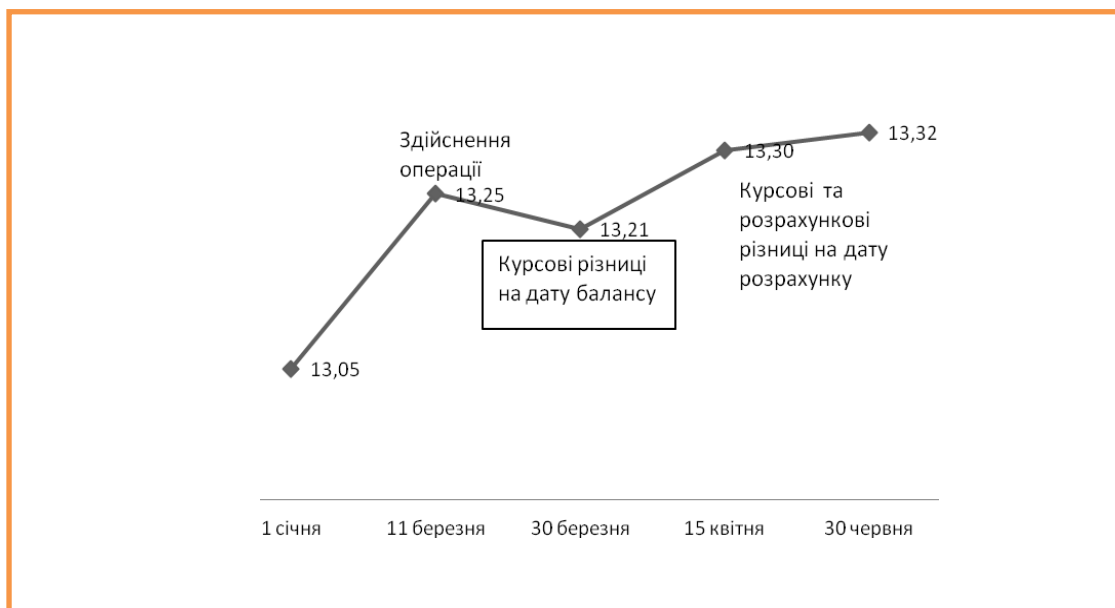 Здійснення
операції
13,05
13,25
13,21
13,30
13,32
Курсові різниці
на дату балансу
Курсові та
розрахункові
різниці на дату
розрахунку
1 січня
11 березня
30 березня
15 квітня
30 червня